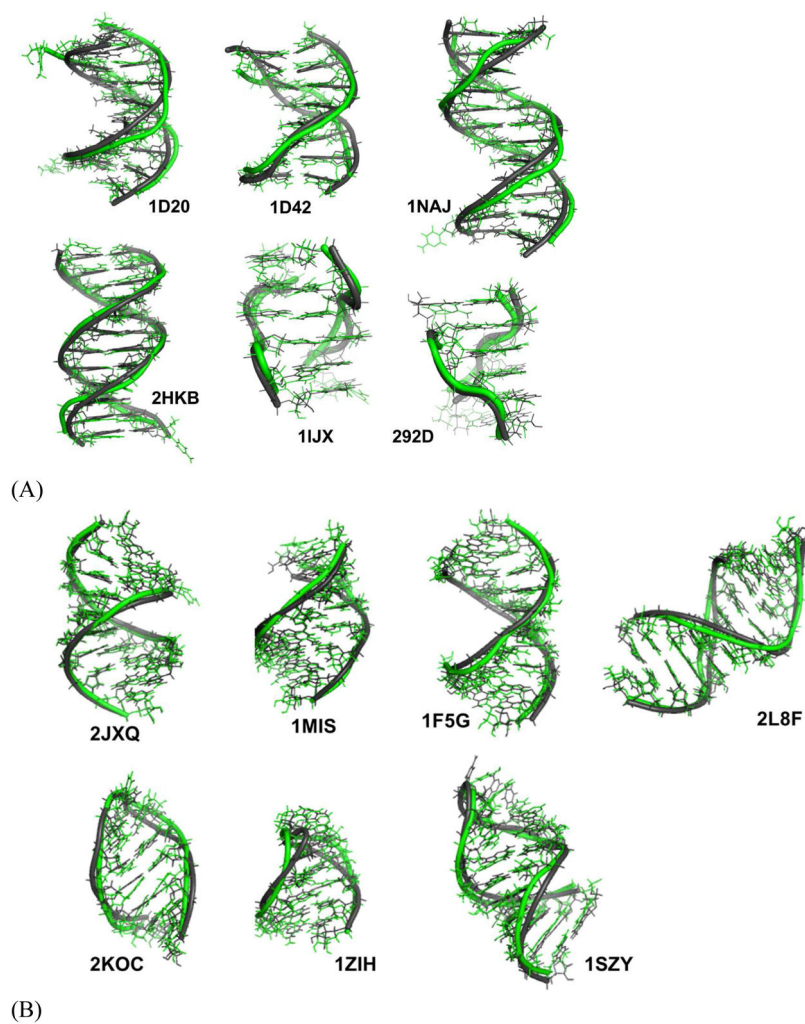 1D20
1D42
1NAJ
2HKB
1IJX
292D
(A)
2JXQ
1MIS
1F5G
2L8F
2KOC
1ZIH
1SZY
(B)